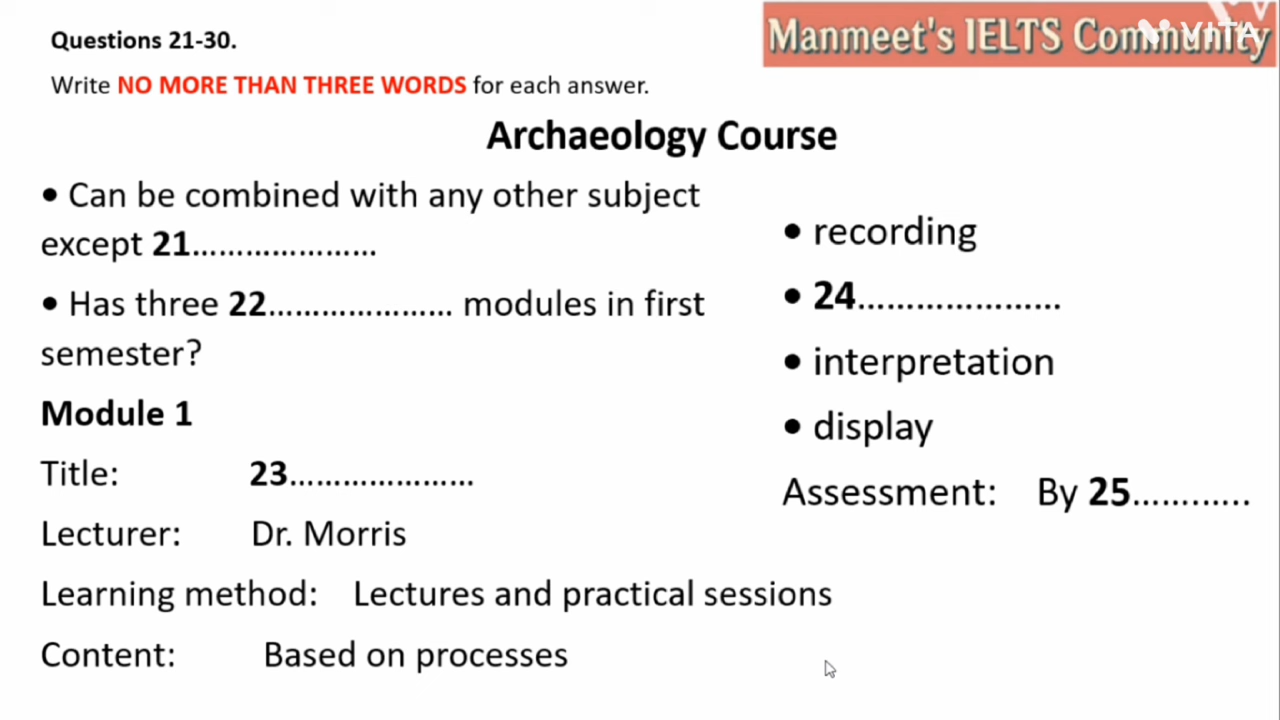 Questions 21-30.
Manmeet's IELTS Community
VITA
Write NO MORE THAN THREE WORDS for each answer.
Archaeology Course
• Can be combined with any other subject
except 21.....................
• Has three 22..................... modules in first
semester?
Module 1
Title: 23.....................
Lecturer: Dr. Morris
Learning method: Lectures and practical sessions
Content: Based on processes
• recording
• 24.......................
• interpretation
• display
Assessment: By 25.............